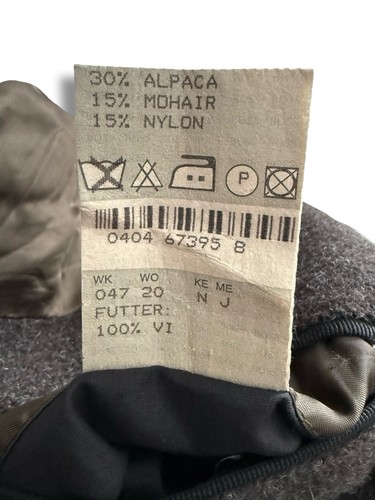 30% ALPACA
15% MOHAIR
15% NYLON
P
0404 67395 8
WK WO KE ME
047 20 N J
FUTTER:
100% VI